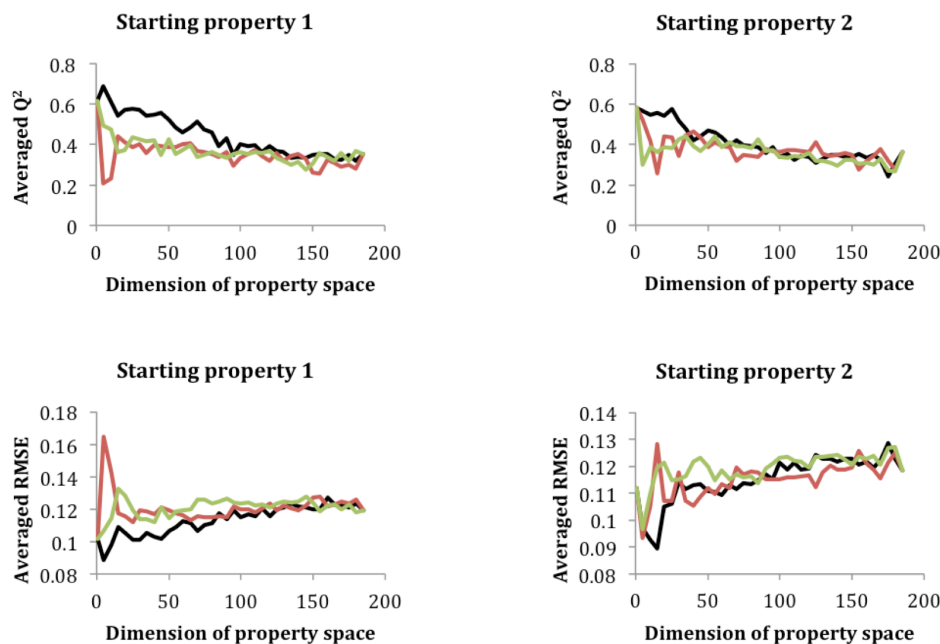 Starting property 1
Averaged Q²
0.8
0.6
0.4
0.2
0
0 50 100 150 200
Dimension of property space
Starting property 2
Averaged Q²
0.8
0.6
0.4
0.2
0
0 50 100 150 200
Dimension of property space
Starting property 1
Averaged RMSE
0.18
0.16
0.14
0.12
0.1
0.08
0 50 100 150 200
Dimension of property space
Starting property 2
Averaged RMSE
0.14
0.13
0.12
0.11
0.1
0.09
0.08
0 50 100 150 200
Dimension of property space